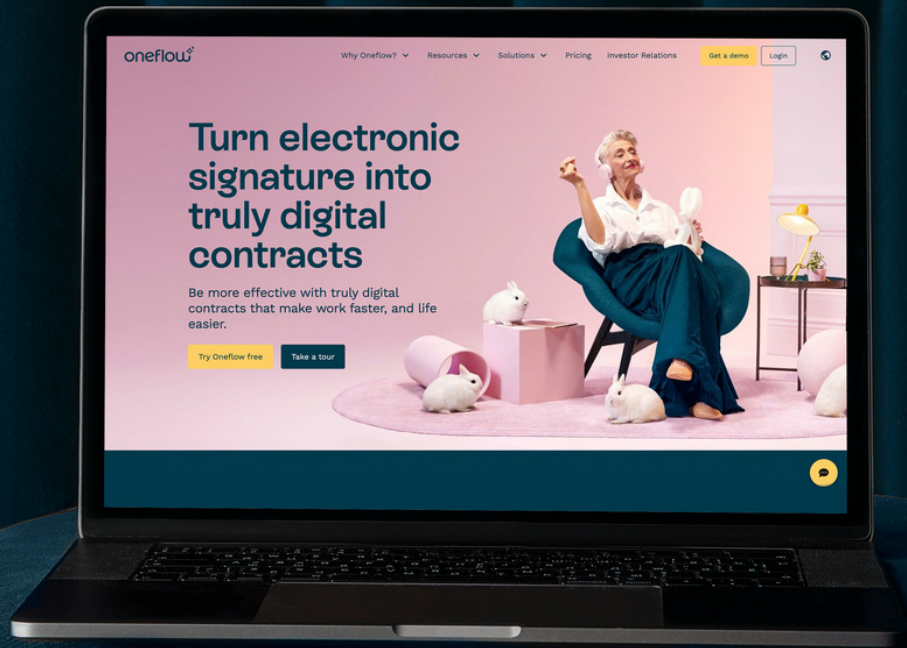 oneflow
Why Oneflow? Resources Solutions Pricing Investor Relations Get a demo Login
Turn electronic
signature into
truly digital
contracts
Be more effective with truly digital
contracts that make work faster, and life
easier.
Try Oneflow free Take a tour